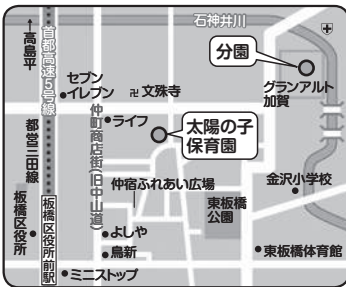 石神井川
↑高島平
首都高速5号線
分園
グランアルト
加賀
セブン
イレブン
卍文殊寺
ライフ
太陽の子
保育園
都営三田線
仲町商店街(旧中山道)
仲宿ふれあい広場
金沢小学校
板橋区役所
板橋区役所前駅
東板橋
公園
よしや
鳥新
東板橋体育館
ミニストップ